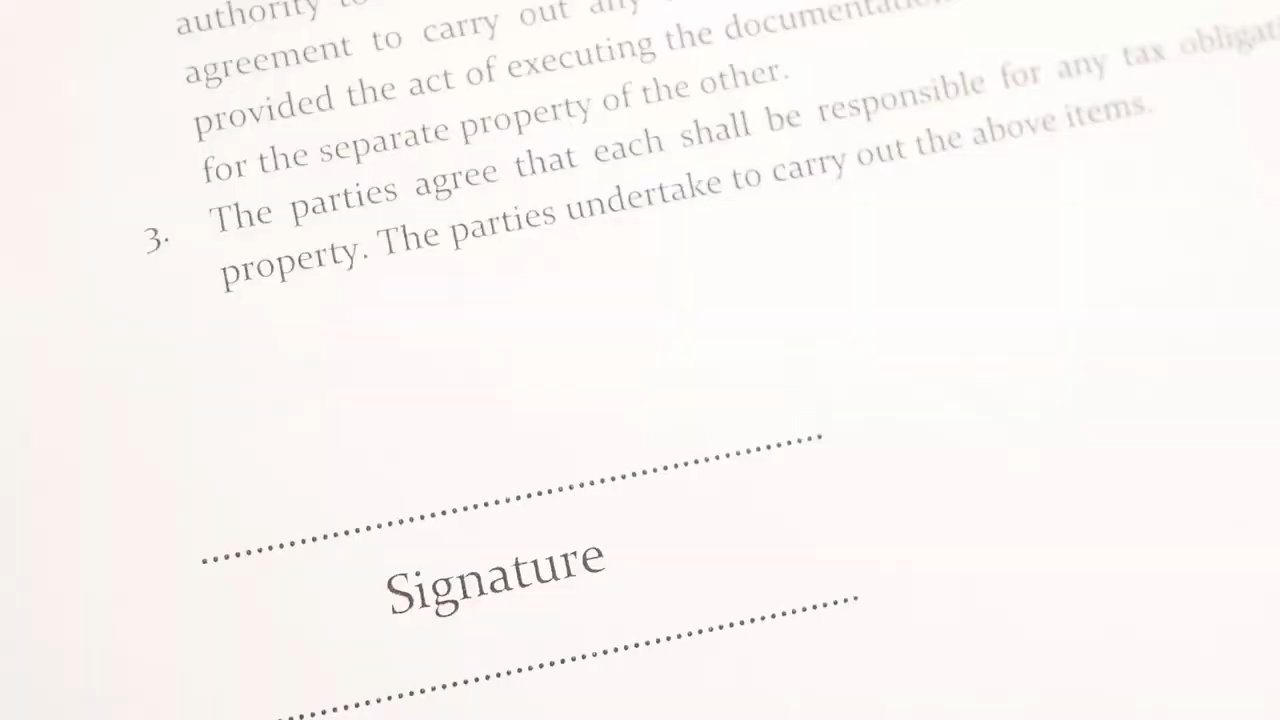 authority
agreement to carry out any
provided the act of executing the documentation
for the separate property of the other.
3. The parties agree that each shall be responsible for any tax
property. The parties undertake to carry out the above items.
Signature